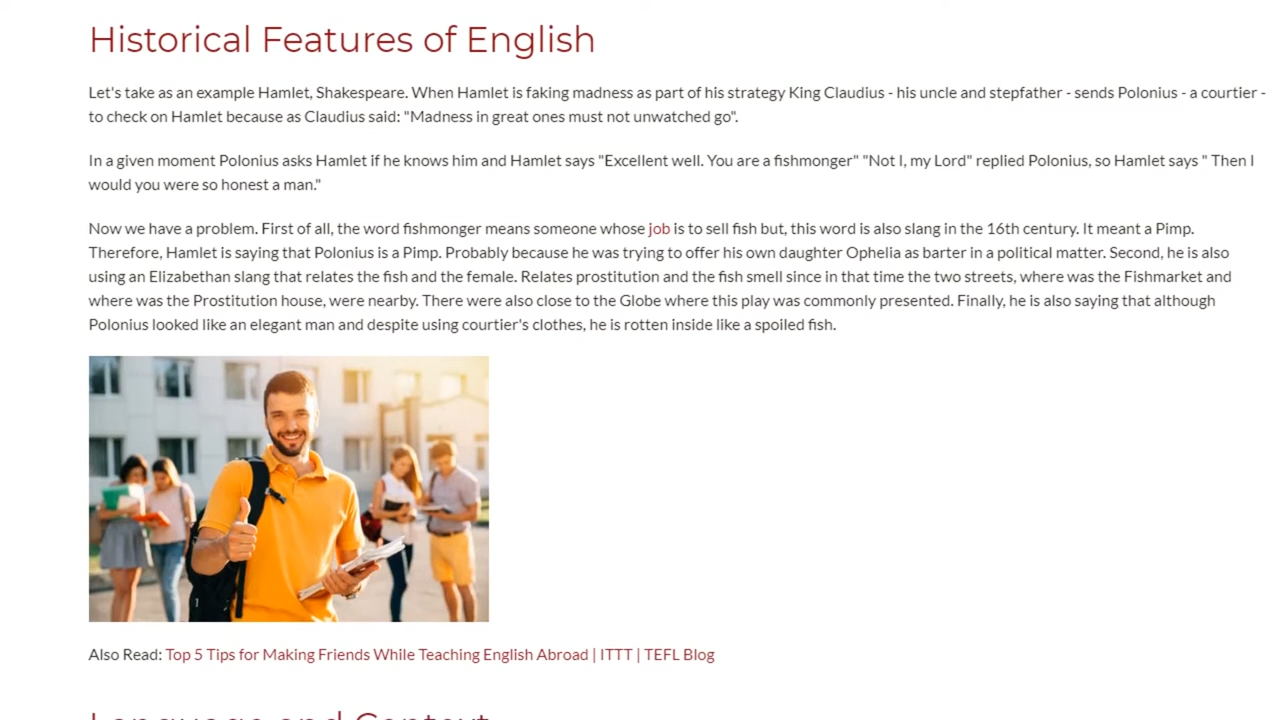 Historical Features of English
Let's take as an example Hamlet, Shakespeare. When Hamlet is faking madness as part of his strategy King Claudius - his uncle and stepfather - sends Polonius - a courtier -
to check on Hamlet because as Claudius said: "Madness in great ones must not unwatched go".
In a given moment Polonius asks Hamlet if he knows him and Hamlet says "Excellent well. You are a fishmonger" "Not I, my Lord" replied Polonius, so Hamlet says " Then I
would you were so honest a man."
Now we have a problem. First of all, the word fishmonger means someone whose job is to sell fish but, this word is also slang in the 16th century. It meant a Pimp.
Therefore, Hamlet is saying that Polonius is a Pimp. Probably because he was trying to offer his own daughter Ophelia as barter in a political matter. Second, he is also
using an Elizabethan slang that relates the fish and the female. Relates prostitution and the fish smell since in that time the two streets, where was the Fishmarket and
where was the Prostitution house, were nearby. There were also close to the Globe where this play was commonly presented. Finally, he is also saying that although
Polonius looked like an elegant man and despite using courtier's clothes, he is rotten inside like a spoiled fish.
Also Read: Top 5 Tips for Making Friends While Teaching English Abroad | ITTT | TEFL Blog
Language and Context